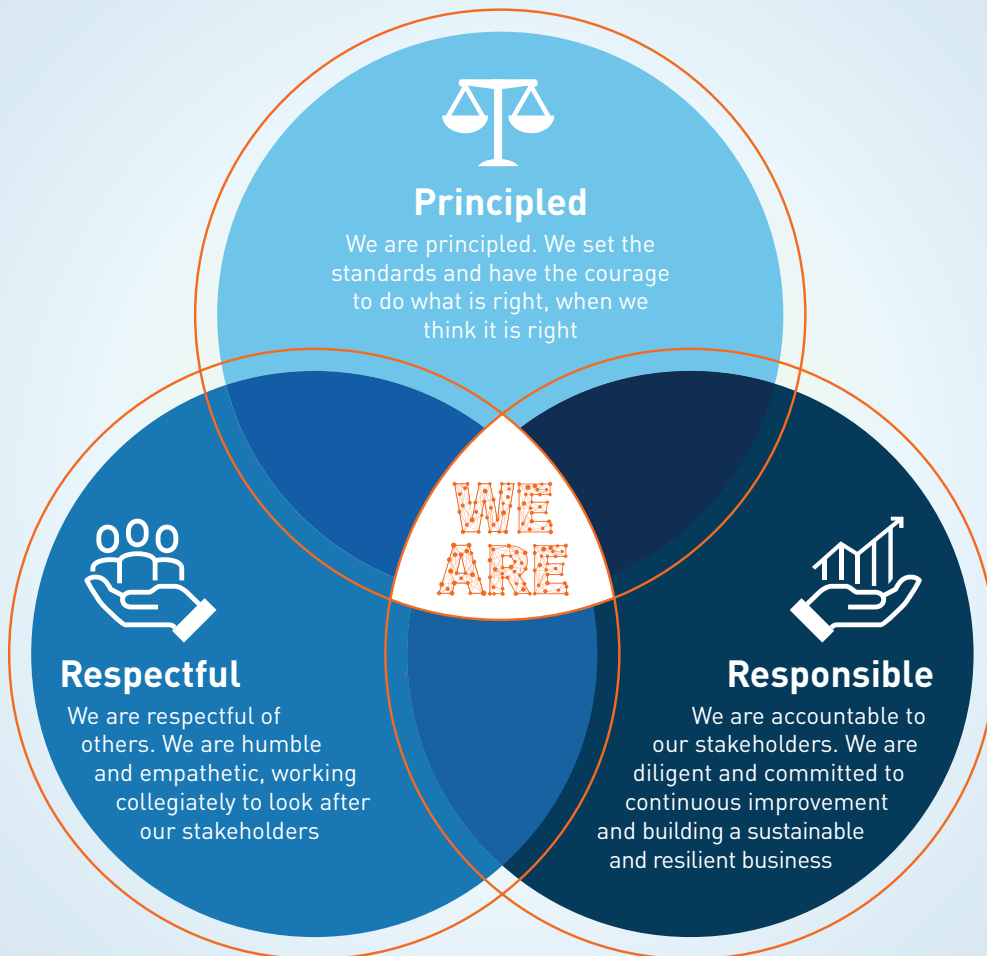 Principled
We are principled. We set the
standards and have the courage
to do what is right, when we
think it is right
WE
ARE
Respectful
We are respectful of
others. We are humble
and empathetic, working
collegiately to look after
our stakeholders
Responsible
We are accountable to
our stakeholders. We are
diligent and committed to
continuous improvement
and building a sustainable
and resilient business